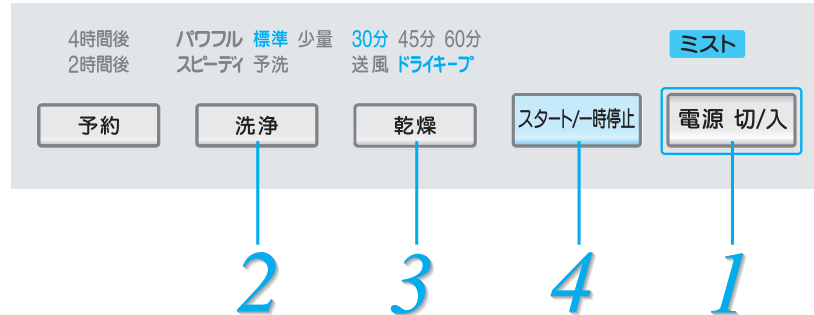 4時間後 パワフル 標準 少量 30分 45分 60分 ミスト
2時間後 スピーディ 予洗 送風 ドライキープ
予約 洗浄 乾燥 スタート/一時停止 電源 切/入
2 3 4 1